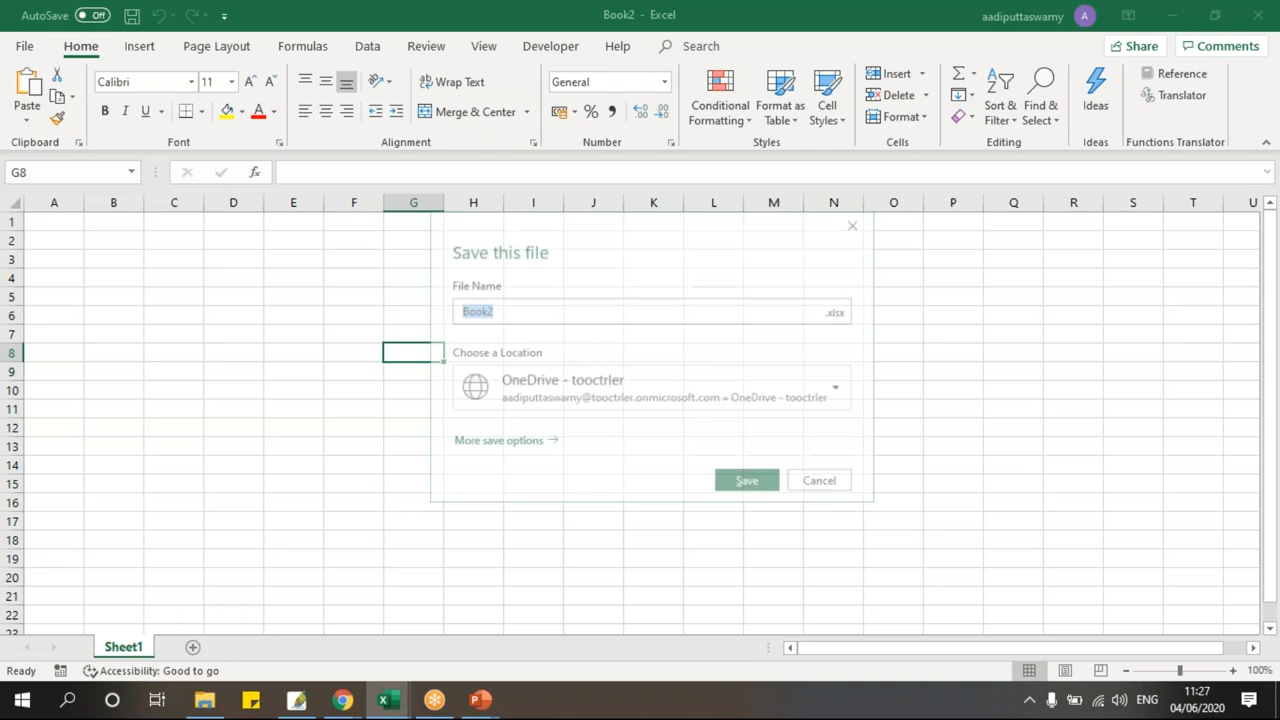 AutoSave Off Book2 - Excel aadiputtaswamy A
File Home Insert Page Layout Formulas Data Review View Developer Help Search Share Comments
Paste Calibri 11 Wrap Text General Conditional Formatting Format as Table Cell Styles Insert Sort & Filter Find & Select Ideas Reference
B I U Merge & Center % Delete Translator
Format
Clipboard Font Alignment Number Styles Cells Editing Ideas Functions Translator
G8 fx
A B C D E F G H I J K L M N O P Q R S T U
1
2
3
4
5
6
7
8
9
10
11
12
13
14
15
16
17
18
19
20
21
22
23
Save this file
File Name
Book2 .xlsx
Choose a Location
OneDrive - tooctrler
aadiputtaswamy@tooctrler.onmicrosoft.com » OneDrive - tooctrler
More save options
Save Cancel
Sheet1
Ready Accessibility: Good to go 100%
ENG 11:27
04/06/2020